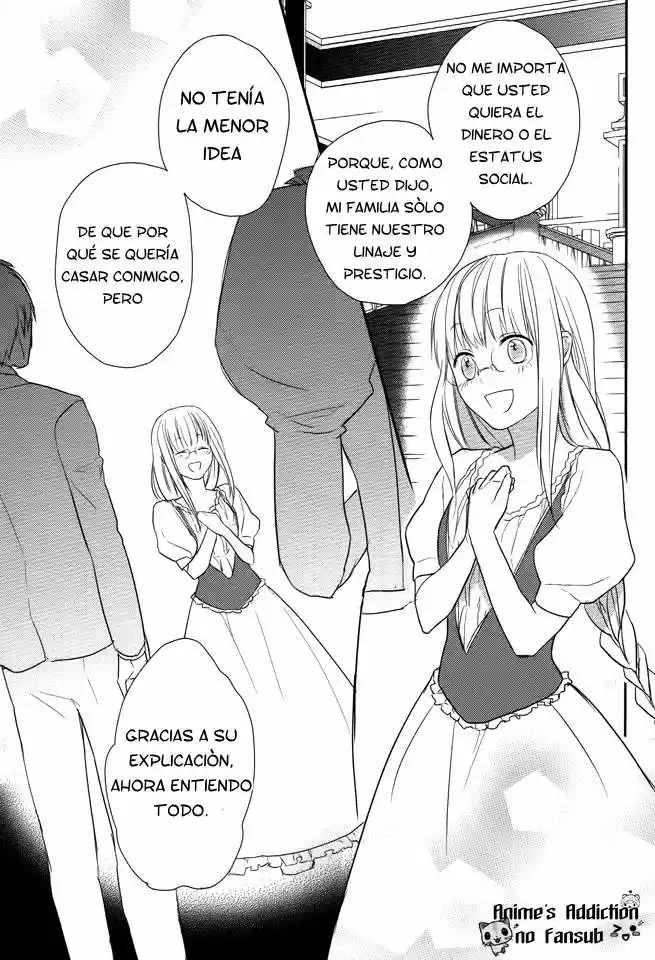 NO ME IMPORTA
QUE USTED
QUIERA EL
DINERO O EL
ESTATUS
SOCIAL.
PORQUE, COMO
USTED DIJO,
MI FAMILIA SÒLO
TIENE NUESTRO
LINAJE Y
PRESTIGIO.
NO TENÍA
LA MENOR
IDEA
DE QUE POR
QUÉ SE QUERÍA
CASAR CONMIGO,
PERO
GRACIAS A SU
EXPLICACIÒN,
AHORA ENTIENDO
TODO.
Anime's Addiction
no Fansub